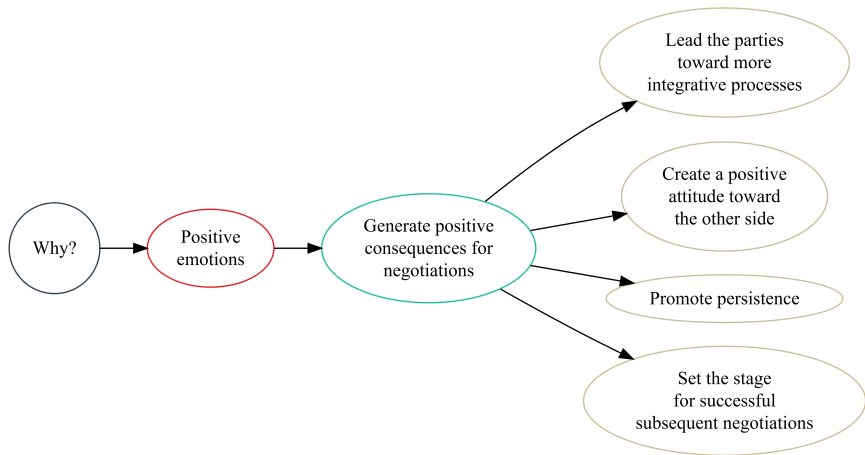 Why?
Positive
emotions
Generate positive
consequences for
negotiations
Lead the parties
toward more
integrative processes
Create a positive
attitude toward
the other side
Promote persistence
Set the stage
for successful
subsequent negotiations